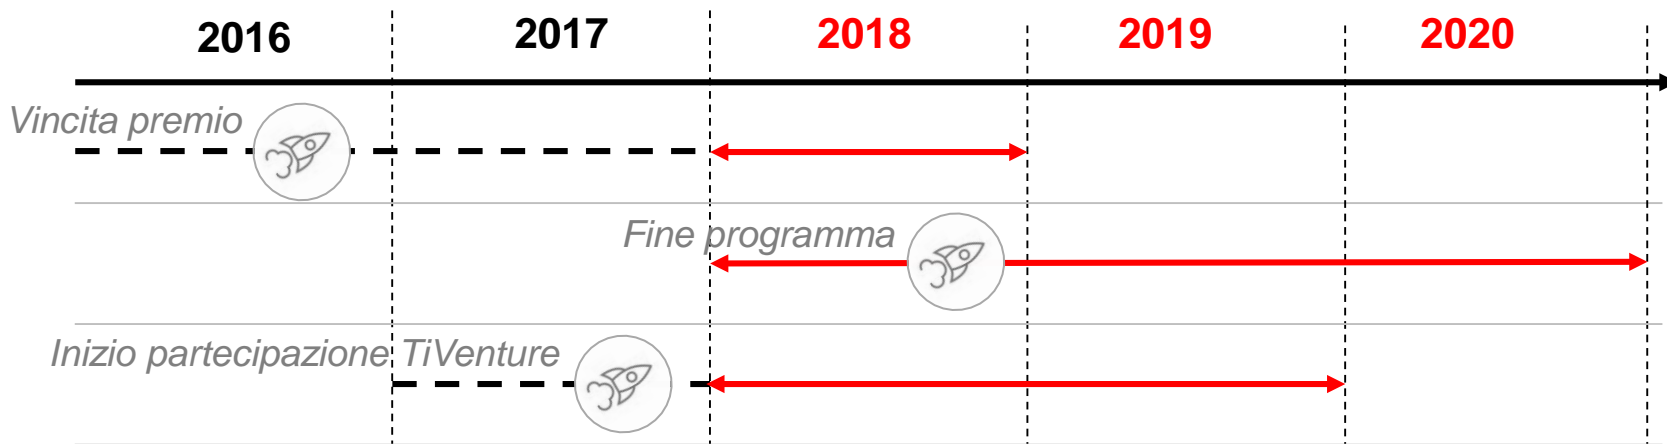 2016 2017 2018 2019 2020
Vincita premio
Fine programma
Inizio partecipazione TiVenture